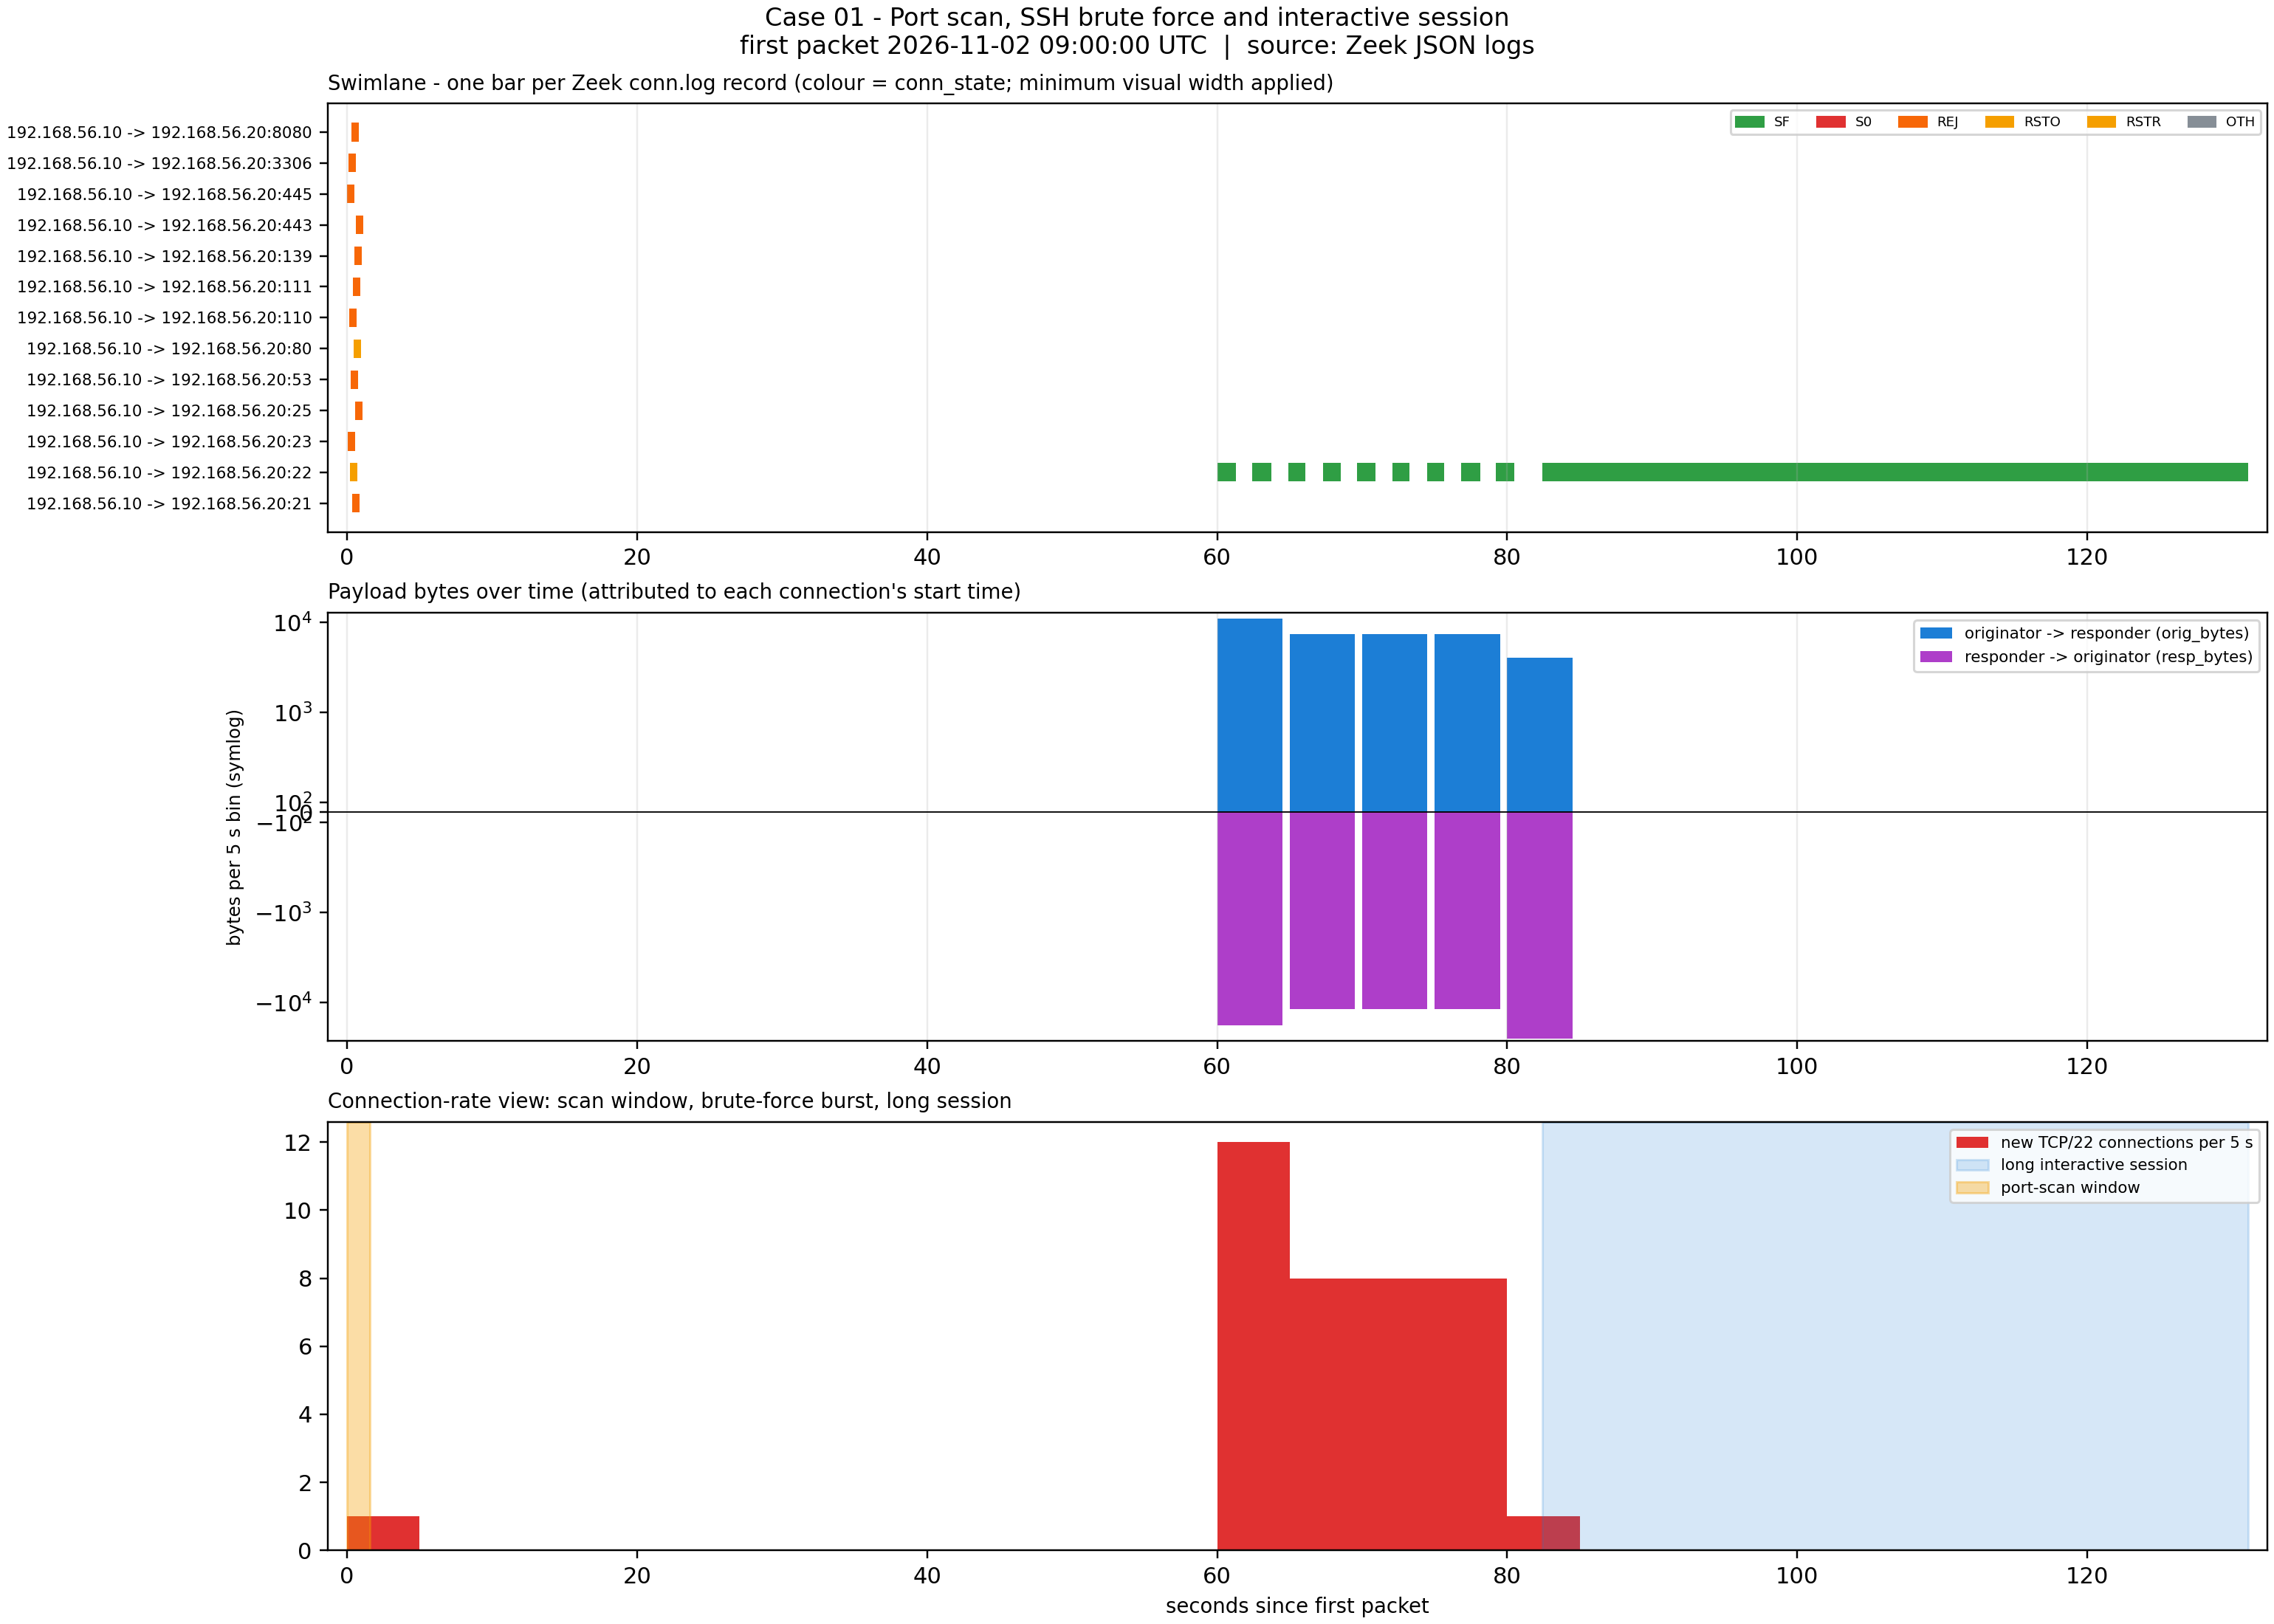 Case 01 - Port scan, SSH brute force and interactive session
first packet 2026-11-02 09:00:00 UTC | source: Zeek JSON logs
Swimlane - one bar per Zeek conn.log record (colour = conn_state; minimum visual width applied)
SF S0 REJ RSTO RSTR OTH
192.168.56.10 -> 192.168.56.20:8080
192.168.56.10 -> 192.168.56.20:3306
192.168.56.10 -> 192.168.56.20:445
192.168.56.10 -> 192.168.56.20:443
192.168.56.10 -> 192.168.56.20:139
192.168.56.10 -> 192.168.56.20:111
192.168.56.10 -> 192.168.56.20:110
192.168.56.10 -> 192.168.56.20:80
192.168.56.10 -> 192.168.56.20:53
192.168.56.10 -> 192.168.56.20:25
192.168.56.10 -> 192.168.56.20:23
192.168.56.10 -> 192.168.56.20:22
192.168.56.10 -> 192.168.56.20:21
0 20 40 60 80 100 120
Payload bytes over time (attributed to each connection's start time)
originator -> responder (orig_bytes)
responder -> originator (resp_bytes)
bytes per 5 s bin (symlog)
10⁴
10³
10²
0
−10²
−10³
−10⁴
0 20 40 60 80 100 120
Connection-rate view: scan window, brute-force burst, long session
new TCP/22 connections per 5 s
long interactive session
port-scan window
12
10
8
6
4
2
0
0 20 40 60 80 100 120
seconds since first packet